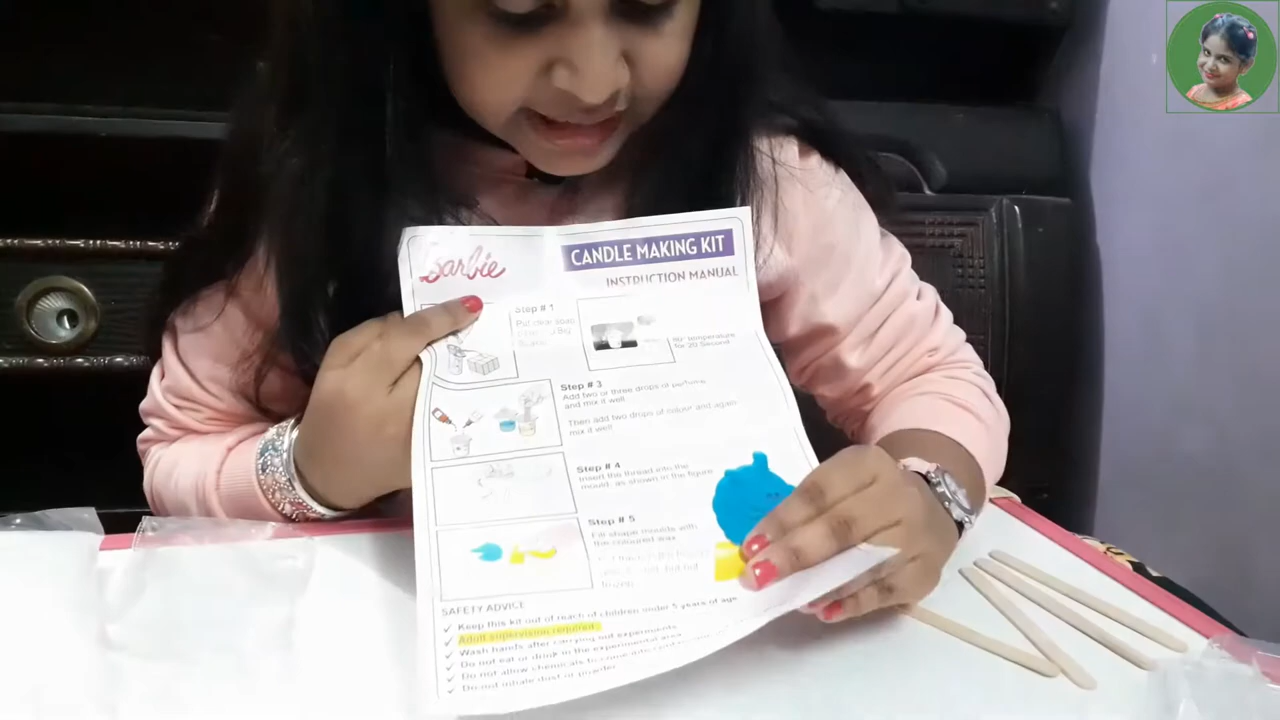 Barbie
CANDLE MAKING KIT
INSTRUCTION MANUAL
Step # 1
Put clear soap
temperature
for 20 Second
Step # 3
Add two or three drops of perfume
and mix it well
Then add two drops of colour and again
mix it well
Step # 4
Insert the thread into the
mould as shown in the figure
Step # 5
Fill shape moulds with
the coloured wax
SAFETY ADVICE
✓ Keep this kit out of reach of children under 5 years of age
✓ Adult supervision required
✓ Wash hands after carrying out experiments
✓ Do not eat or drink in the experimental area
✓ Do not allow chemicals to come into
✓ Do not inhale dust or powder